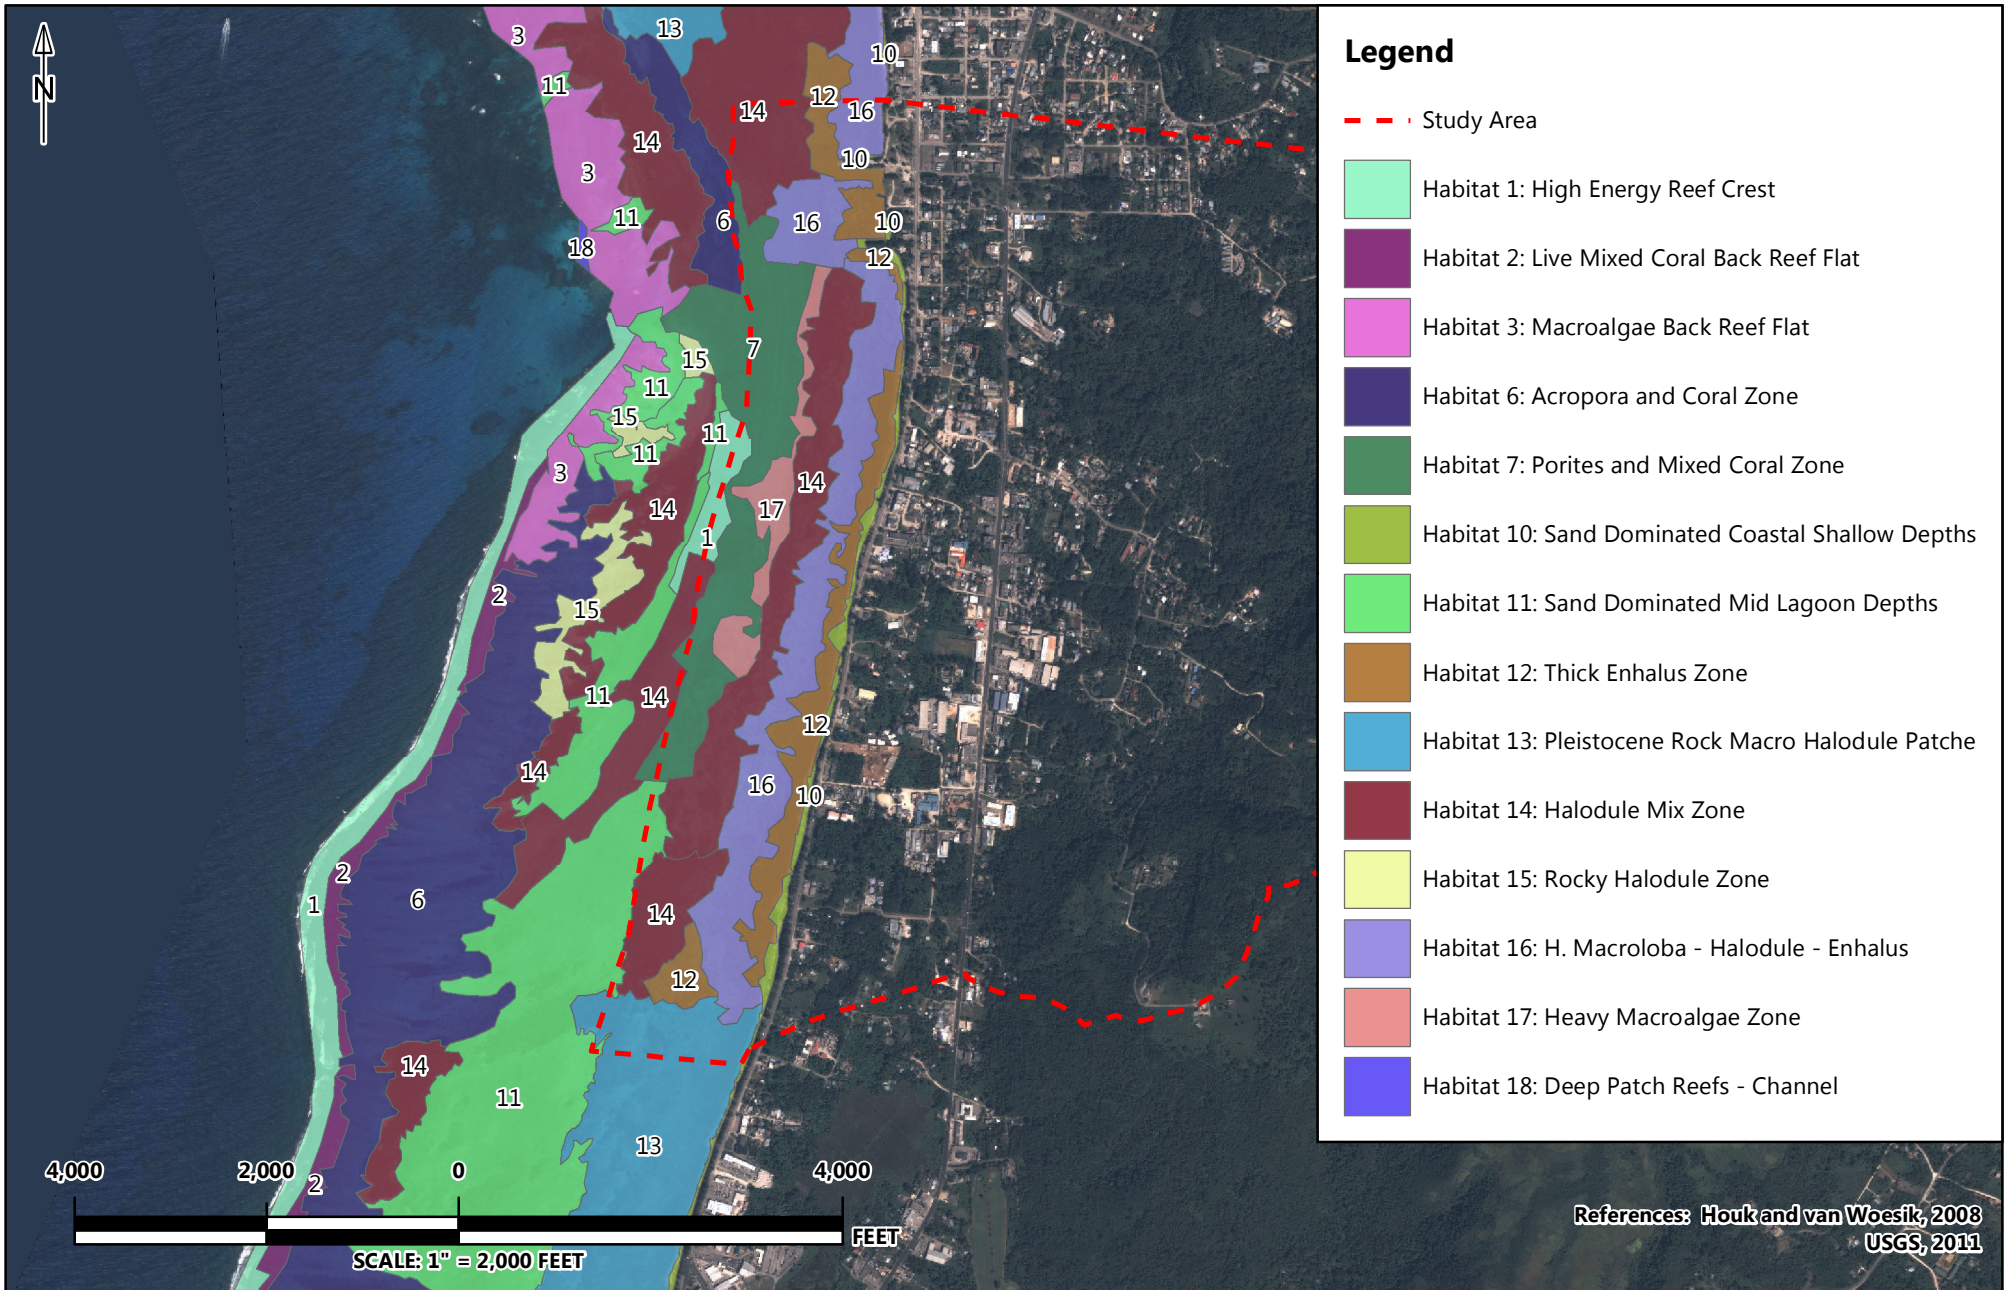 N
3
13
10
11
12
14
16
14
10
3
11
6
16
10
18
12
7
15
11
15
11
11
3
14
14
17
1
2
15
11
14
12
14
16
10
2
1
6
14
12
14
11
13
2
Legend
Study Area
Habitat 1: High Energy Reef Crest
Habitat 2: Live Mixed Coral Back Reef Flat
Habitat 3: Macroalgae Back Reef Flat
Habitat 6: Acropora and Coral Zone
Habitat 7: Porites and Mixed Coral Zone
Habitat 10: Sand Dominated Coastal Shallow Depths
Habitat 11: Sand Dominated Mid Lagoon Depths
Habitat 12: Thick Enhalus Zone
Habitat 13: Pleistocene Rock Macro Halodule Patche
Habitat 14: Halodule Mix Zone
Habitat 15: Rocky Halodule Zone
Habitat 16: H. Macroloba - Halodule - Enhalus
Habitat 17: Heavy Macroalgae Zone
Habitat 18: Deep Patch Reefs - Channel
4,000 2,000 0 4,000
FEET
SCALE: 1" = 2,000 FEET
References: Houk and van Woesik, 2008
USGS, 2011